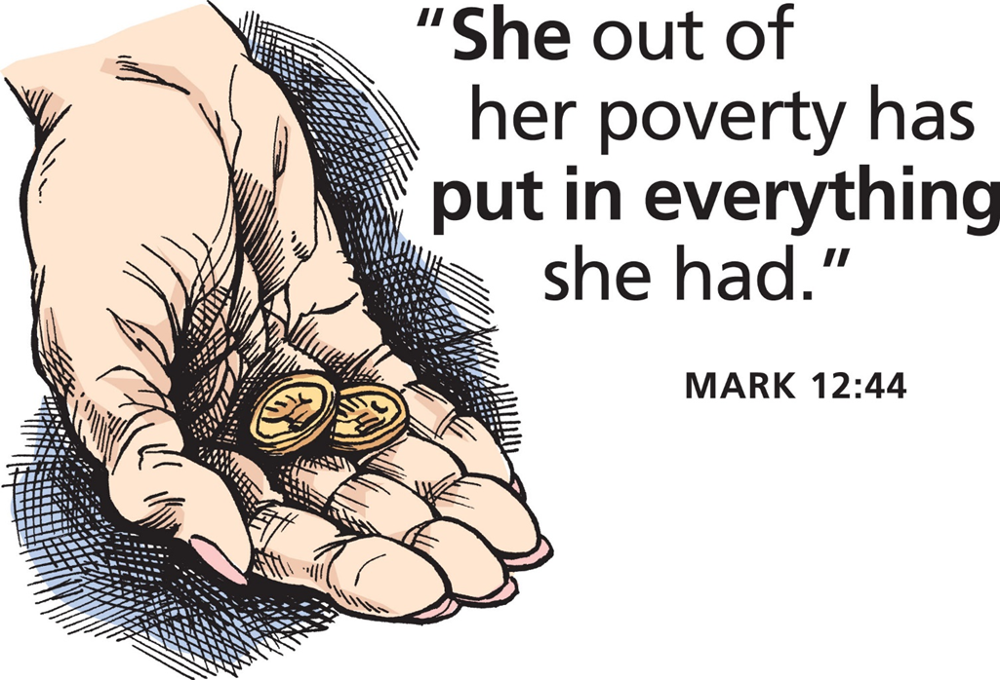 “She out of
her poverty has
put in everything
she had.”
MARK 12:44